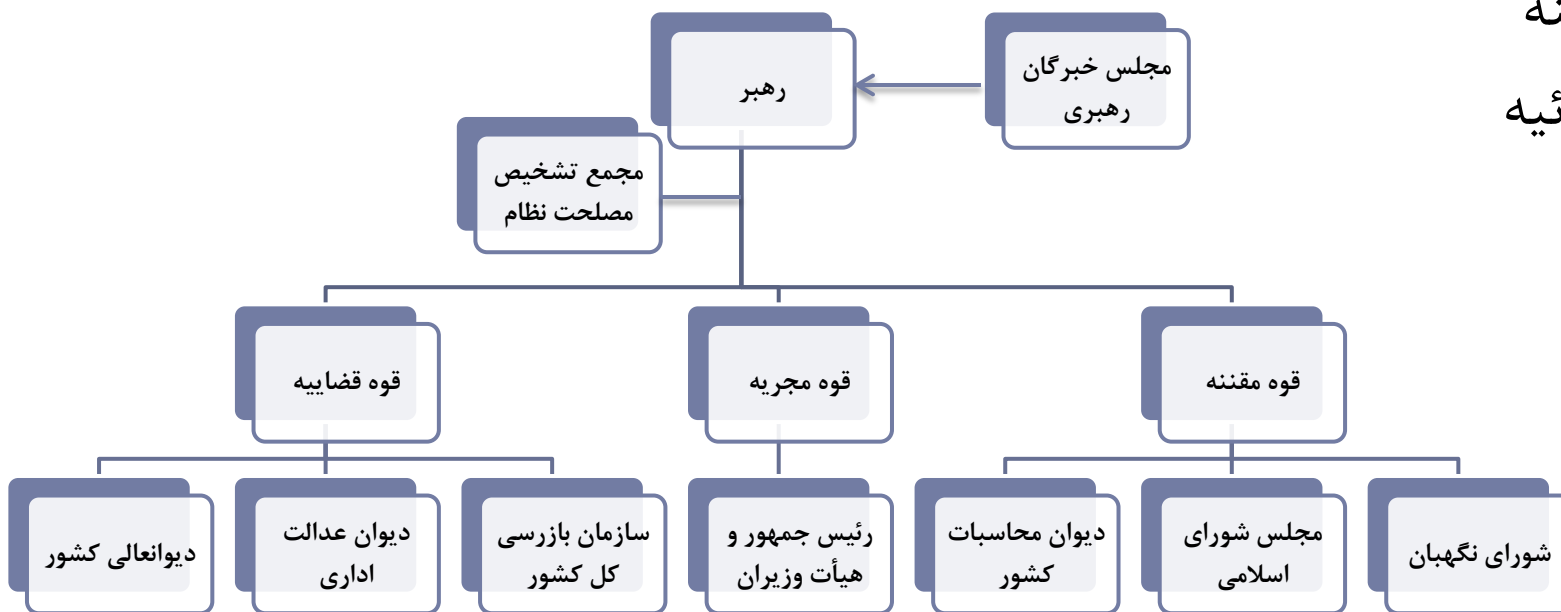 رهبر
مجلس خبرگان
رهبری
مجمع تشخیص
مصلحت نظام
قوه مقننه
قوه مجریه
قوه قضاییه
شورای نگهبان
مجلس شورای
اسلامی
دیوان محاسبات
کشور
رئیس جمهور و
هیأت وزیران
سازمان بازرسی
کل کشور
دیوان عدالت
اداری
دیوانعالی کشور